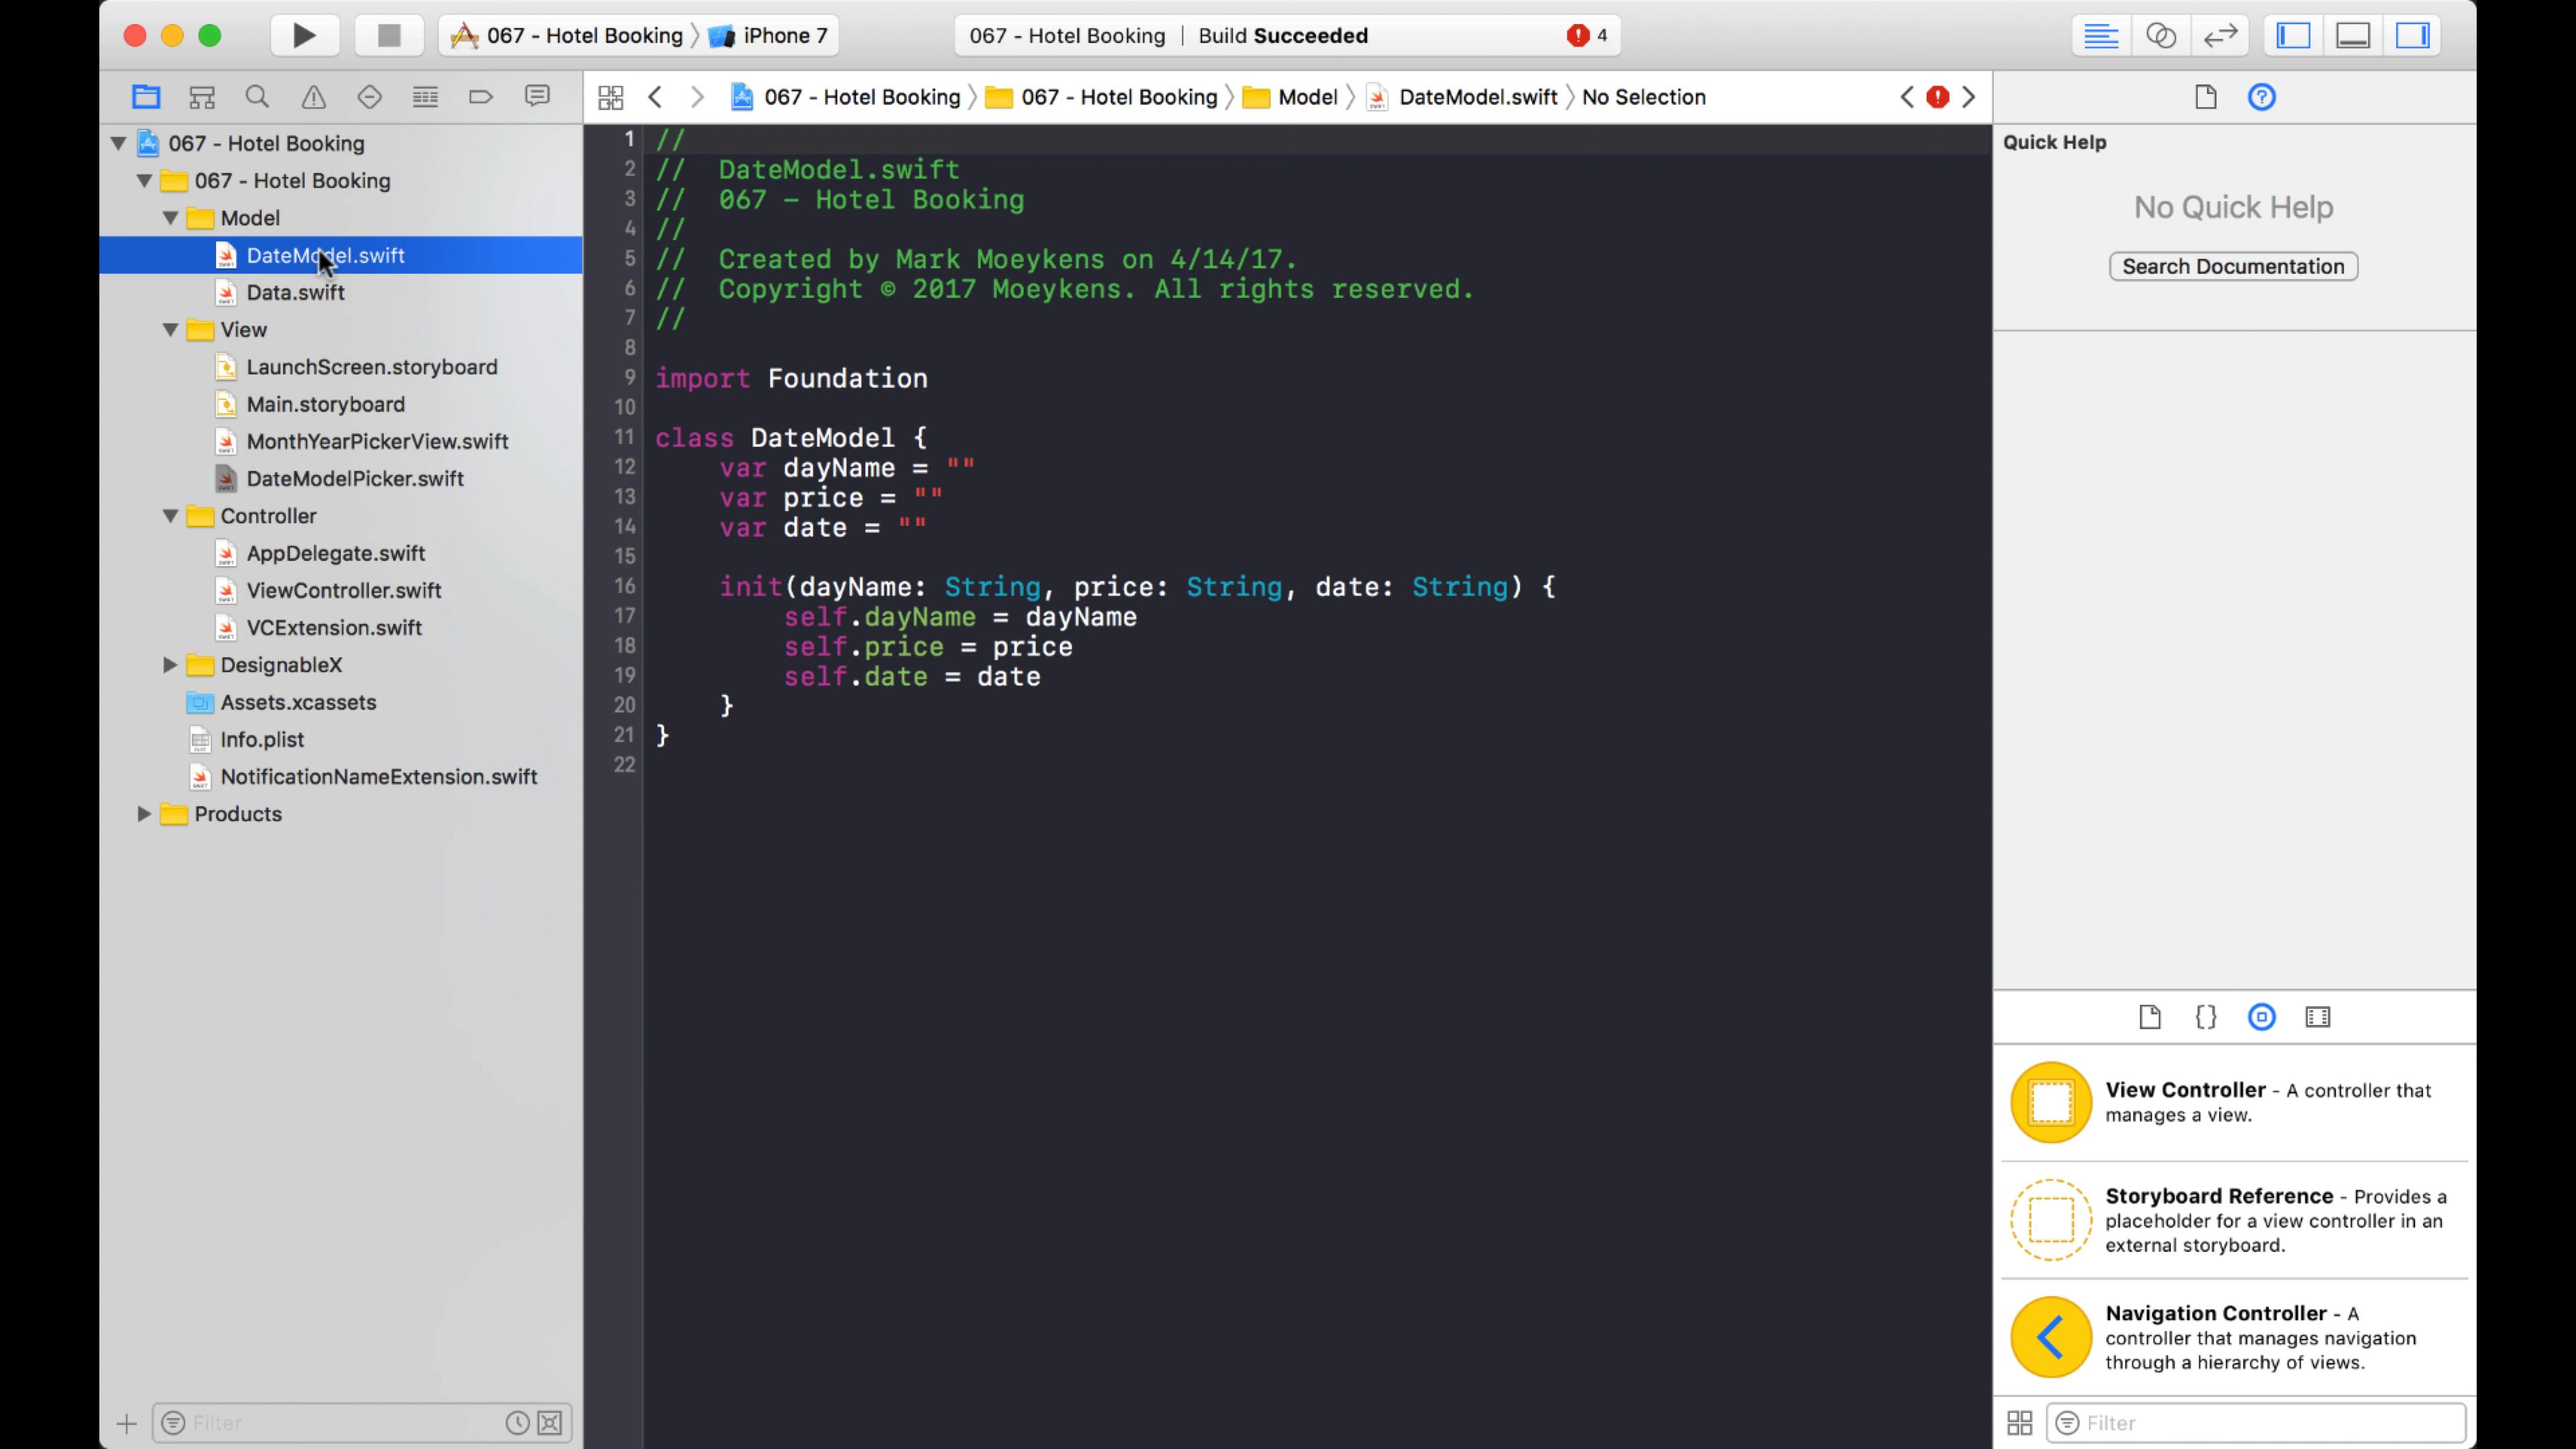 067 - Hotel Booking 〉 iPhone 7
067 - Hotel Booking | Build Succeeded
4
067 - Hotel Booking 〉 067 - Hotel Booking 〉 Model 〉 DateModel.swift 〉 No Selection
067 - Hotel Booking
067 - Hotel Booking
Model
DateModel.swift
Data.swift
View
LaunchScreen.storyboard
Main.storyboard
MonthYearPickerView.swift
DateModelPicker.swift
Controller
AppDelegate.swift
ViewController.swift
VCExtension.swift
DesignableX
Assets.xcassets
Info.plist
NotificationNameExtension.swift
Products
Filter
1 //
2 //  DateModel.swift
3 //  067 - Hotel Booking
4 //
5 //  Created by Mark Moeykens on 4/14/17.
6 //  Copyright © 2017 Moeykens. All rights reserved.
7 //
8
9 import Foundation
10
11 class DateModel {
12     var dayName = ""
13     var price = ""
14     var date = ""
15
16     init(dayName: String, price: String, date: String) {
17         self.dayName = dayName
18         self.price = price
19         self.date = date
20     }
21 }
22
Quick Help
No Quick Help
Search Documentation
{}
View Controller - A controller that
manages a view.
Storyboard Reference - Provides a
placeholder for a view controller in an
external storyboard.
Navigation Controller - A
controller that manages navigation
through a hierarchy of views.
Filter